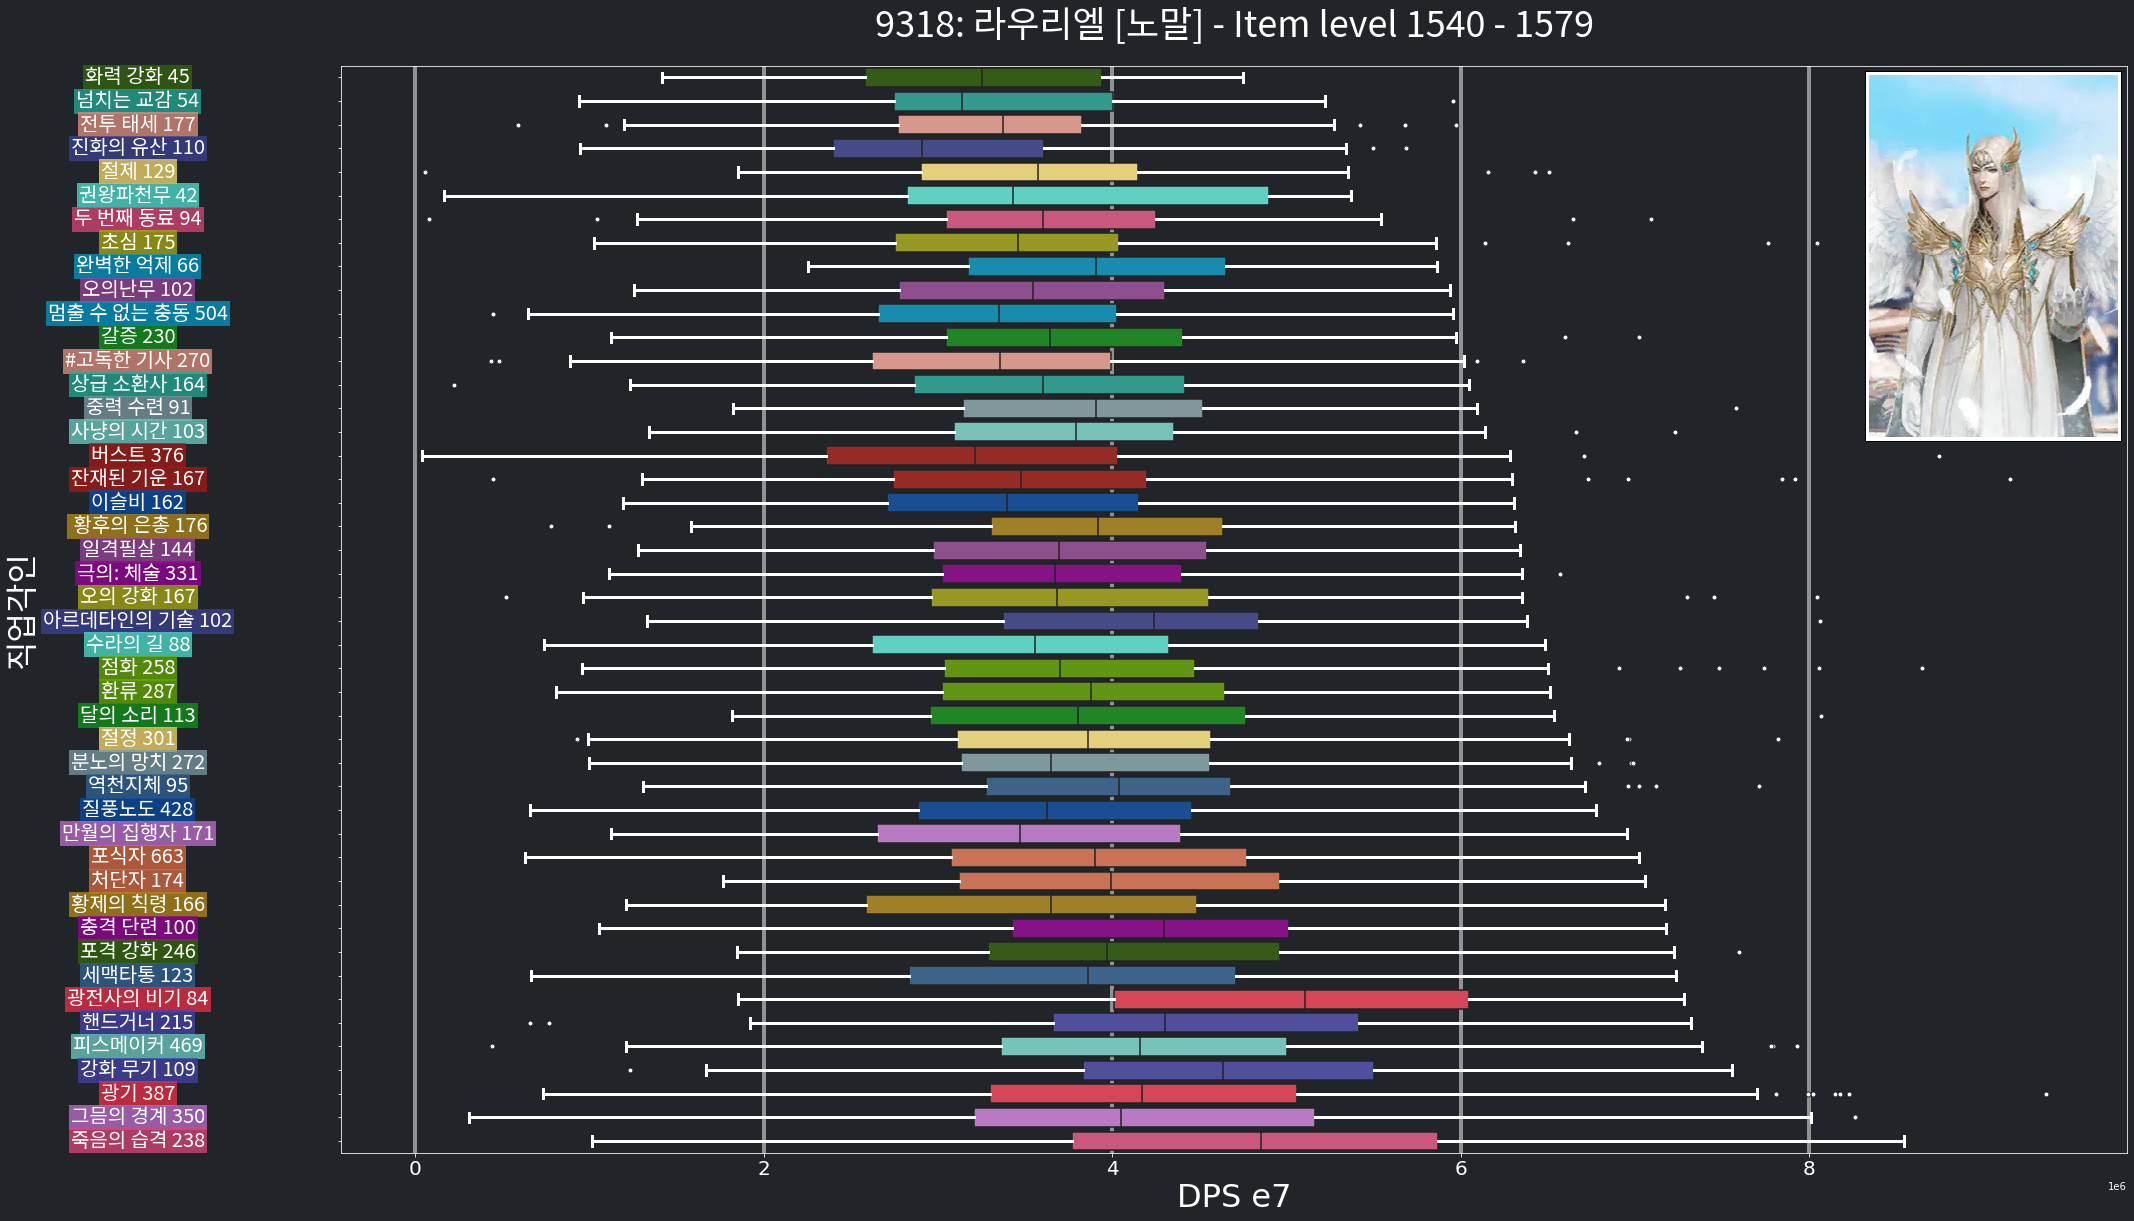 9318: 라우리엘 [노말] - Item level 1540 - 1579
화력 강화 45
넘치는 교감 54
전투 태세 177
진화의 유산 110
절제 129
권왕파천무 42
두 번째 동료 94
초심 175
완벽한 억제 66
오의난무 102
멈출 수 없는 충동 504
갈증 230
#고독한 기사 270
상급 소환사 164
중력 수련 91
사냥의 시간 103
버스트 376
잔재된 기운 167
이슬비 162
황후의 은총 176
일격필살 144
극의: 체술 331
오의 강화 167
아르데타인의 기술 102
수라의 길 88
점화 258
환류 287
달의 소리 113
절정 301
분노의 망치 272
역천지체 95
질풍노도 428
만월의 집행자 171
포식자 663
처단자 174
황제의 칙령 166
충격 단련 100
포격 강화 246
세맥타통 123
광전사의 비기 84
핸드거너 215
피스메이커 469
강화 무기 109
광기 387
그믐의 경계 350
죽음의 습격 238
직업각인
0 2 4 6 8
DPS e7
1e6